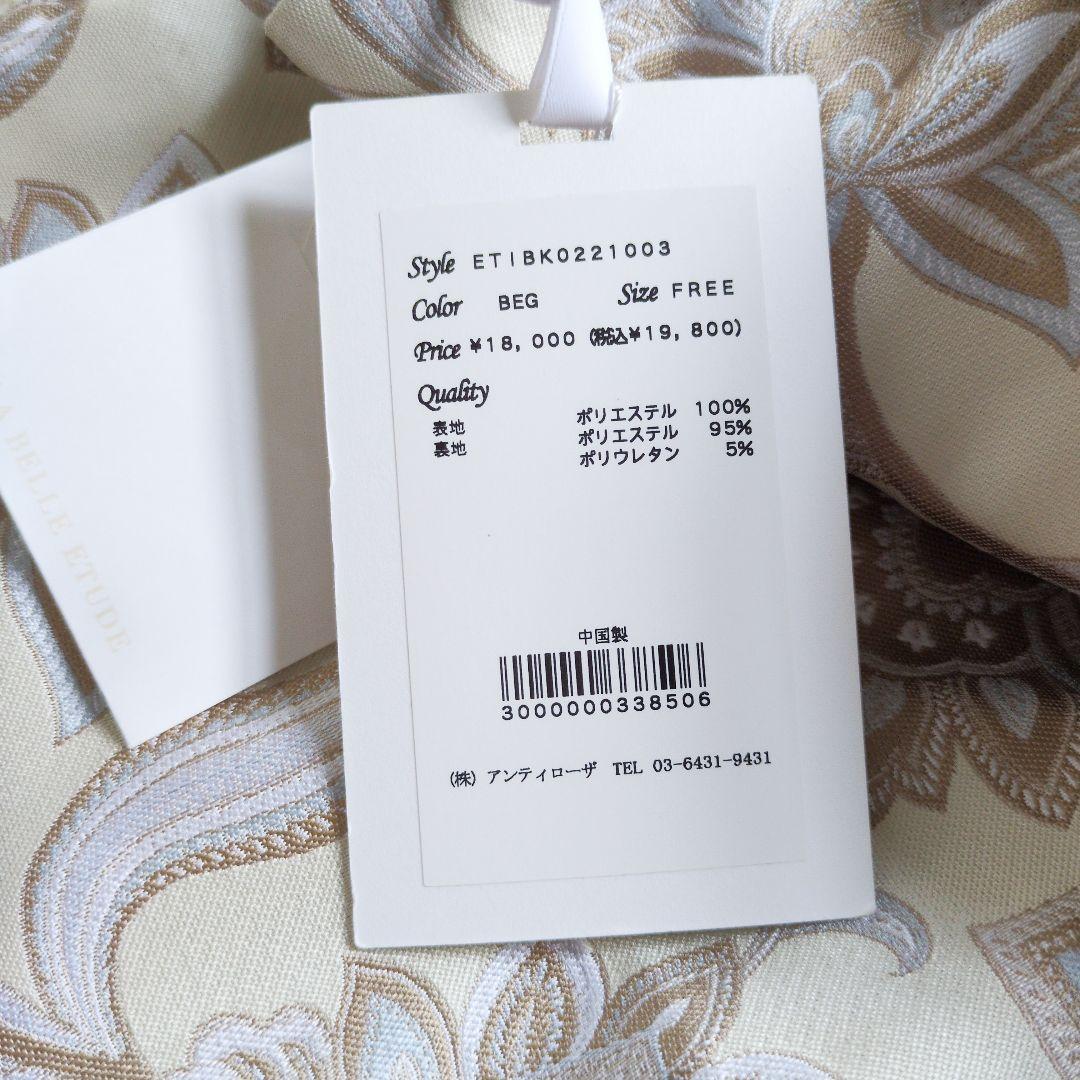 Style ETIBK0221003
Color BEG Size FREE
Price ¥18,000 (税込¥19,800)
Quality
表地 ポリエステル 100%
裏地 ポリエステル 95%
ポリウレタン 5%
中国製
3000000338506
(株) アンティローザ TEL 03-6431-9431
A BELLE ETUDE